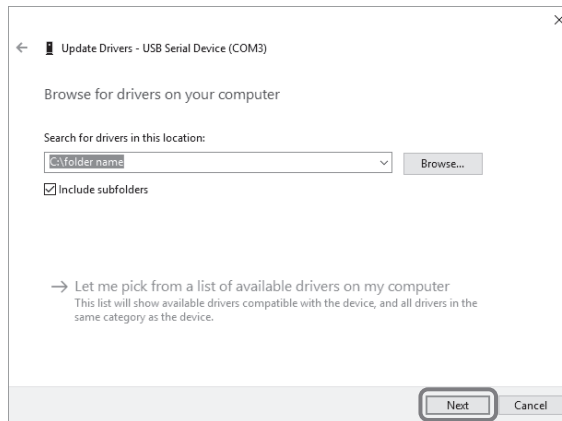 Update Drivers - USB Serial Device (COM3)
Browse for drivers on your computer
Search for drivers in this location:
C:\folder name
Browse...
Include subfolders
Let me pick from a list of available drivers on my computer
This list will show available drivers compatible with the device, and all drivers in the
same category as the device.
Next Cancel